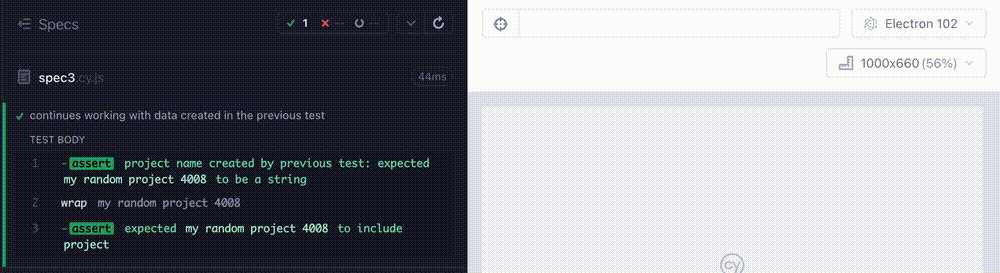 Specs
1
--
--
Electron 102
1000x660 (56%)
spec3.cy.js
44ms
continues working with data created in the previous test
TEST BODY
1 -assert project name created by previous test: expected
my random project 4008 to be a string
2 wrap my random project 4008
3 -assert expected my random project 4008 to include
project
cy